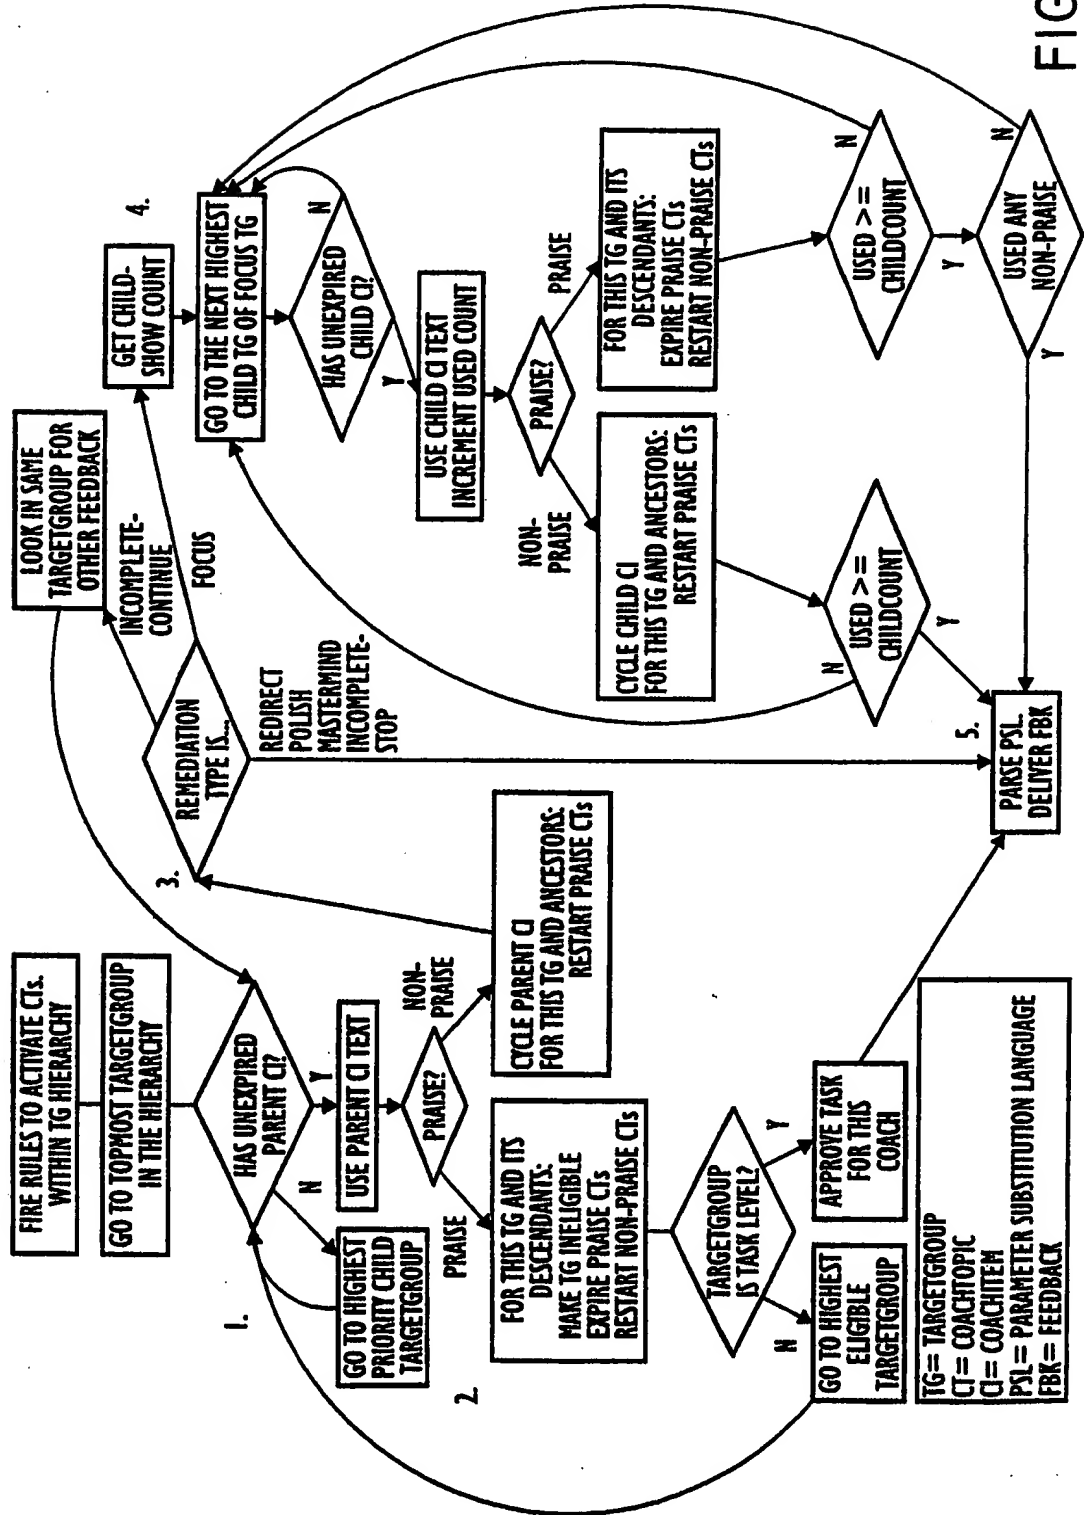 FIRE RULES TO ACTIVATE CTs.
WITHIN TG HIERARCHY
GO TO TOPMOST TARGETGROUP
IN THE HIERARCHY
1.
HAS UNEXPIRED
PARENT CI?
N
Y
GO TO HIGHEST
PRIORITY CHILD
TARGETGROUP
USE PARENT CI TEXT
2.
PRAISE?
PRAISE
NON-
PRAISE
FOR THIS TG AND ITS
DESCENDANTS:
MAKE TG INELIGIBLE
EXPIRE PRAISE CTs
RESTART NON-PRAISE CTs
CYCLE PARENT CI
FOR THIS TG AND ANCESTORS:
RESTART PRAISE CTs
TARGETGROUP
IS TASK LEVEL?
N
Y
GO TO HIGHEST
ELIGIBLE
TARGETGROUP
APPROVE TASK
FOR THIS
COACH
TG= TARGETGROUP
CT= COACHTOPIC
CI= COACHITEM
PSL= PARAMETER SUBSTITUTION LANGUAGE
FBK= FEEDBACK
3.
REMEDIATION
TYPE IS...
LOOK IN SAME
TARGETGROUP FOR
OTHER FEEDBACK
INCOMPLETE-
CONTINUE
FOCUS
REDIRECT
POLISH
MASTERMIND
INCOMPLETE-
STOP
4.
GET CHILD-
SHOW COUNT
GO TO THE NEXT HIGHEST
CHILD TG OF FOCUS TG
HAS UNEXPIRED
CHILD CI?
N
Y
USE CHILD CI TEXT
INCREMENT USED COUNT
PRAISE?
NON-
PRAISE
PRAISE
CYCLE CHILD CI
FOR THIS TG AND ANCESTORS:
RESTART PRAISE CTs
FOR THIS TG AND ITS
DESCENDANTS:
EXPIRE PRAISE CTs
RESTART NON-PRAISE CTs
USED >=
CHILDCOUNT
N
Y
USED >=
CHILDCOUNT
N
Y
USED ANY
NON-PRAISE
N
Y
5.
PARSE PSL.
DELIVER FBK
FIG